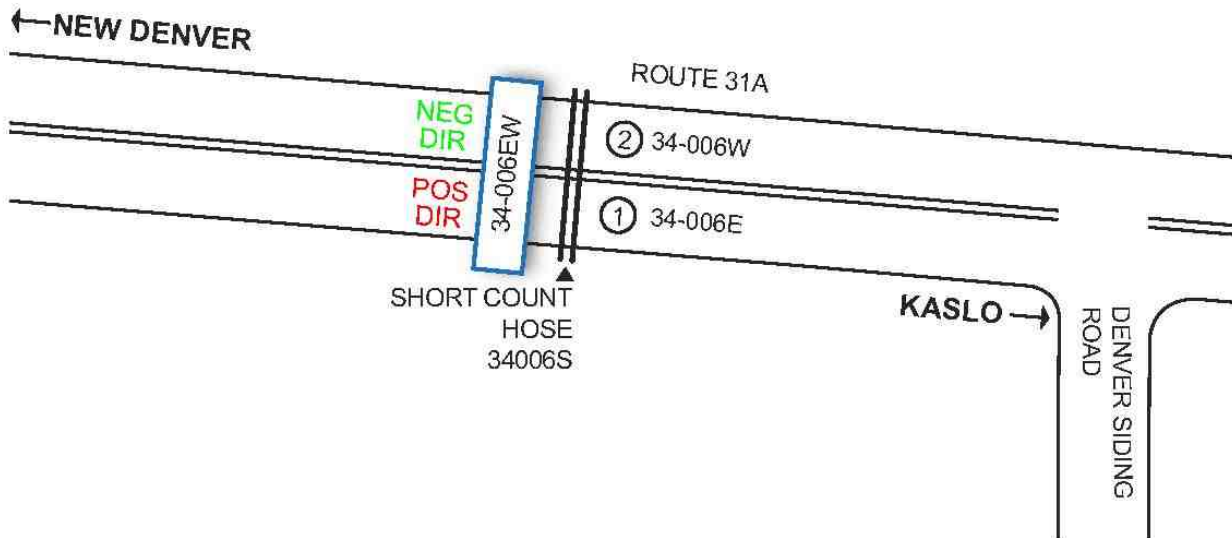 ←NEW DENVER
ROUTE 31A
NEG
DIR
34-006EW
2 34-006W
POS
DIR
1 34-006E
SHORT COUNT
HOSE
34006S
KASLO→
DENVER SIDING
ROAD